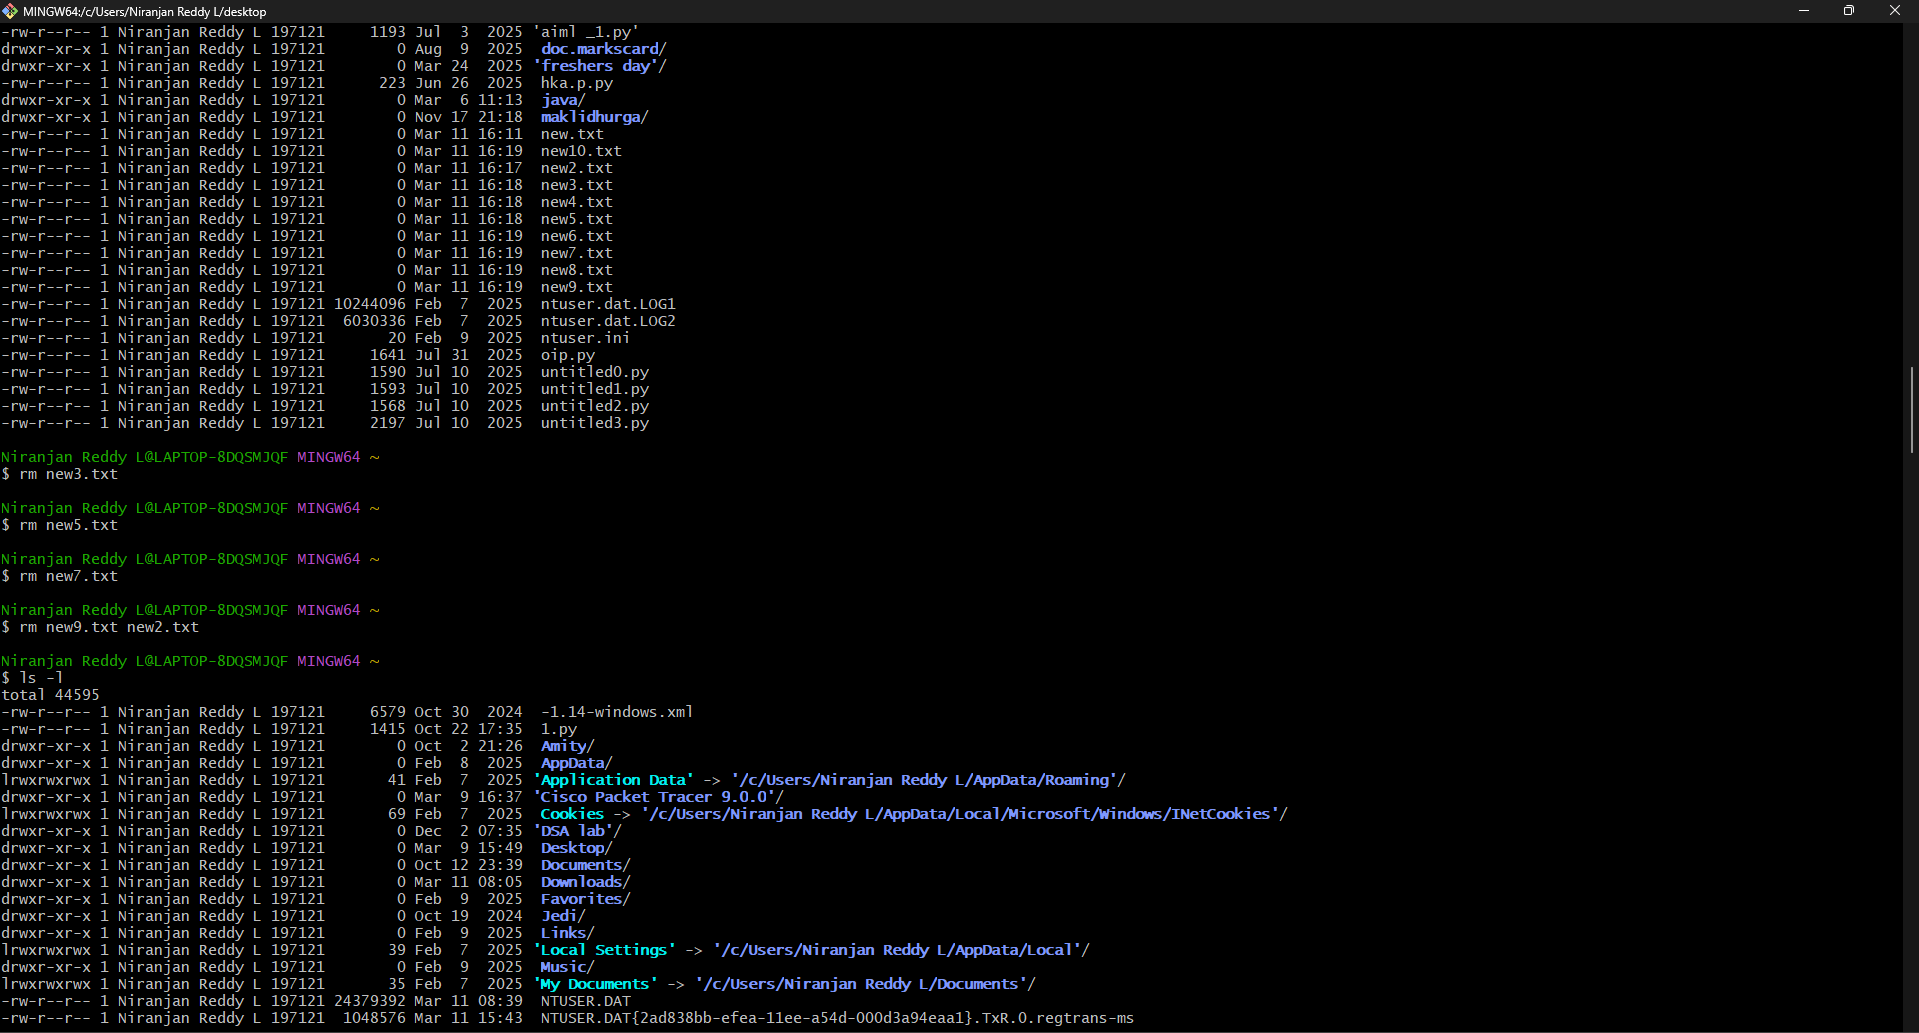 MINGW64:/c/Users/Niranjan Reddy L/desktop
-rw-r--r-- 1 Niranjan Reddy L 197121     1193 Jul  3  2025 'aiml _1.py'
drwxr-xr-x 1 Niranjan Reddy L 197121        0 Aug  9  2025  doc.markscard/
drwxr-xr-x 1 Niranjan Reddy L 197121        0 Mar 24  2025 'freshers day'/
-rw-r--r-- 1 Niranjan Reddy L 197121      223 Jun 26  2025  hka.p.py
drwxr-xr-x 1 Niranjan Reddy L 197121        0 Mar  6 11:13  java/
drwxr-xr-x 1 Niranjan Reddy L 197121        0 Nov 17 21:18  maklidhurga/
-rw-r--r-- 1 Niranjan Reddy L 197121        0 Mar 11 16:11  new.txt
-rw-r--r-- 1 Niranjan Reddy L 197121        0 Mar 11 16:19  new10.txt
-rw-r--r-- 1 Niranjan Reddy L 197121        0 Mar 11 16:17  new2.txt
-rw-r--r-- 1 Niranjan Reddy L 197121        0 Mar 11 16:18  new3.txt
-rw-r--r-- 1 Niranjan Reddy L 197121        0 Mar 11 16:18  new4.txt
-rw-r--r-- 1 Niranjan Reddy L 197121        0 Mar 11 16:18  new5.txt
-rw-r--r-- 1 Niranjan Reddy L 197121        0 Mar 11 16:19  new6.txt
-rw-r--r-- 1 Niranjan Reddy L 197121        0 Mar 11 16:19  new7.txt
-rw-r--r-- 1 Niranjan Reddy L 197121        0 Mar 11 16:19  new8.txt
-rw-r--r-- 1 Niranjan Reddy L 197121        0 Mar 11 16:19  new9.txt
-rw-r--r-- 1 Niranjan Reddy L 197121 10244096 Feb  7  2025  ntuser.dat.LOG1
-rw-r--r-- 1 Niranjan Reddy L 197121  6030336 Feb  7  2025  ntuser.dat.LOG2
-rw-r--r-- 1 Niranjan Reddy L 197121       20 Feb  9  2025  ntuser.ini
-rw-r--r-- 1 Niranjan Reddy L 197121     1641 Jul 31  2025  oip.py
-rw-r--r-- 1 Niranjan Reddy L 197121     1590 Jul 10  2025  untitled0.py
-rw-r--r-- 1 Niranjan Reddy L 197121     1593 Jul 10  2025  untitled1.py
-rw-r--r-- 1 Niranjan Reddy L 197121     1568 Jul 10  2025  untitled2.py
-rw-r--r-- 1 Niranjan Reddy L 197121     2197 Jul 10  2025  untitled3.py
Niranjan Reddy L@LAPTOP-8DQSMJQF MINGW64 ~
$ rm new3.txt
Niranjan Reddy L@LAPTOP-8DQSMJQF MINGW64 ~
$ rm new5.txt
Niranjan Reddy L@LAPTOP-8DQSMJQF MINGW64 ~
$ rm new7.txt
Niranjan Reddy L@LAPTOP-8DQSMJQF MINGW64 ~
$ rm new9.txt new2.txt
Niranjan Reddy L@LAPTOP-8DQSMJQF MINGW64 ~
$ ls -l
total 44595
-rw-r--r-- 1 Niranjan Reddy L 197121     6579 Oct 30  2024  -1.14-windows.xml
-rw-r--r-- 1 Niranjan Reddy L 197121     1415 Oct 22 17:35  1.py
drwxr-xr-x 1 Niranjan Reddy L 197121        0 Oct  2 21:26  Amity/
drwxr-xr-x 1 Niranjan Reddy L 197121        0 Feb  8  2025  AppData/
lrwxrwxrwx 1 Niranjan Reddy L 197121       41 Feb  7  2025 'Application Data' -> '/c/Users/Niranjan Reddy L/AppData/Roaming'/
drwxr-xr-x 1 Niranjan Reddy L 197121        0 Mar  9 16:37 'Cisco Packet Tracer 9.0.0'/
lrwxrwxrwx 1 Niranjan Reddy L 197121       69 Feb  7  2025  Cookies -> '/c/Users/Niranjan Reddy L/AppData/Local/Microsoft/Windows/INetCookies'/
drwxr-xr-x 1 Niranjan Reddy L 197121        0 Dec  2 07:35 'DSA lab'/
drwxr-xr-x 1 Niranjan Reddy L 197121        0 Mar  9 15:49  Desktop/
drwxr-xr-x 1 Niranjan Reddy L 197121        0 Oct 12 23:39  Documents/
drwxr-xr-x 1 Niranjan Reddy L 197121        0 Mar 11 08:05  Downloads/
drwxr-xr-x 1 Niranjan Reddy L 197121        0 Feb  9  2025  Favorites/
drwxr-xr-x 1 Niranjan Reddy L 197121        0 Oct 19  2024  Jedi/
drwxr-xr-x 1 Niranjan Reddy L 197121        0 Feb  9  2025  Links/
lrwxrwxrwx 1 Niranjan Reddy L 197121       39 Feb  7  2025 'Local Settings' -> '/c/Users/Niranjan Reddy L/AppData/Local'/
drwxr-xr-x 1 Niranjan Reddy L 197121        0 Feb  9  2025  Music/
lrwxrwxrwx 1 Niranjan Reddy L 197121       35 Feb  7  2025 'My Documents' -> '/c/Users/Niranjan Reddy L/Documents'/
-rw-r--r-- 1 Niranjan Reddy L 197121 24379392 Mar 11 08:39  NTUSER.DAT
-rw-r--r-- 1 Niranjan Reddy L 197121  1048576 Mar 11 15:43  NTUSER.DAT{2ad838bb-efea-11ee-a54d-000d3a94eaa1}.TxR.0.regtrans-ms